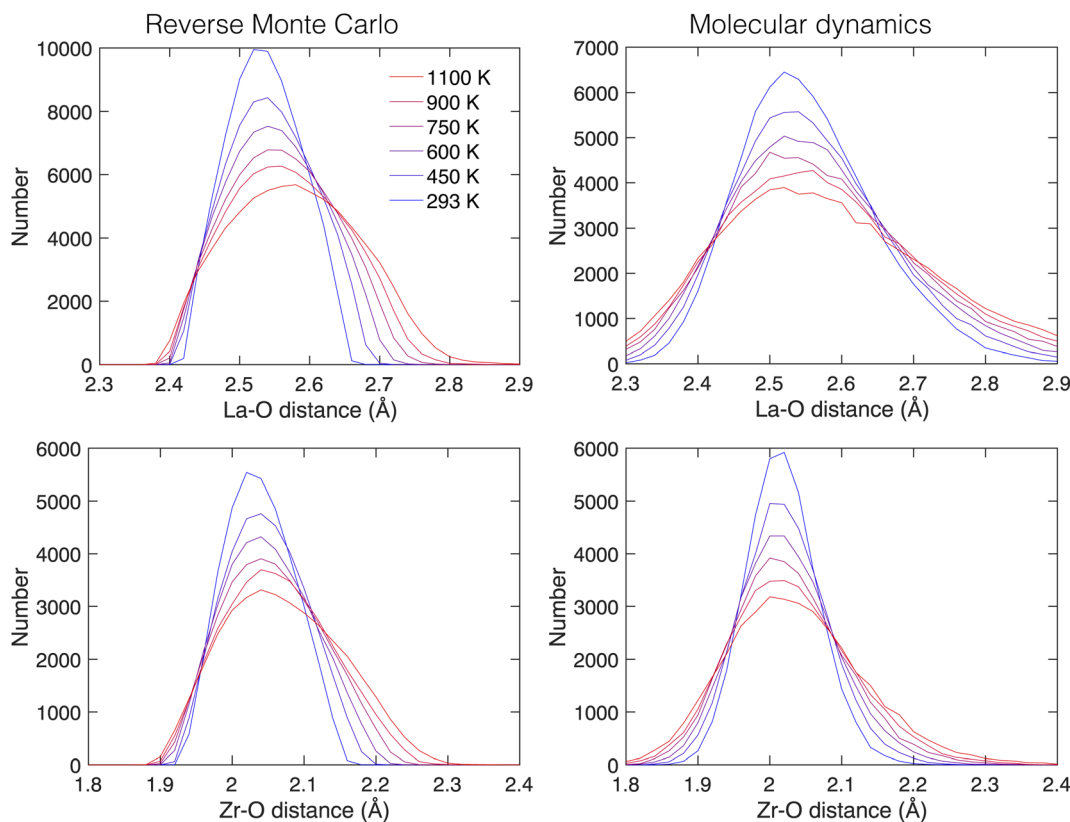 Reverse Monte Carlo
Molecular dynamics
10000
8000
6000
4000
2000
0
Number
1100 K
900 K
750 K
600 K
450 K
293 K
2.3 2.4 2.5 2.6 2.7 2.8 2.9
La-O distance (Å)
7000
6000
5000
4000
3000
2000
1000
0
Number
2.3 2.4 2.5 2.6 2.7 2.8 2.9
La-O distance (Å)
6000
5000
4000
3000
2000
1000
0
Number
1.8 1.9 2 2.1 2.2 2.3 2.4
Zr-O distance (Å)
6000
5000
4000
3000
2000
1000
0
Number
1.8 1.9 2 2.1 2.2 2.3 2.4
Zr-O distance (Å)